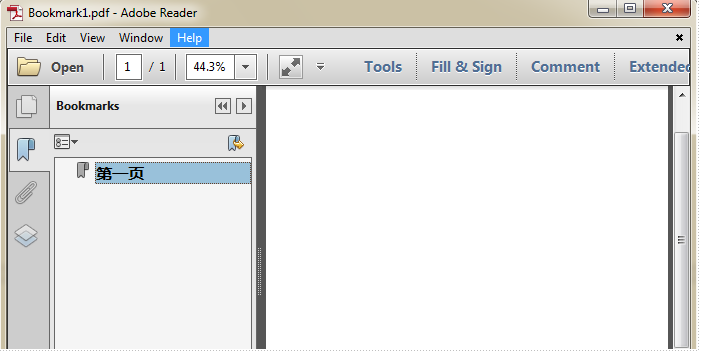 Bookmark1.pdf - Adobe Reader
File Edit View Window Help
Open 1 / 1 44.3% Tools Fill & Sign Comment Extended
Bookmarks
第一页